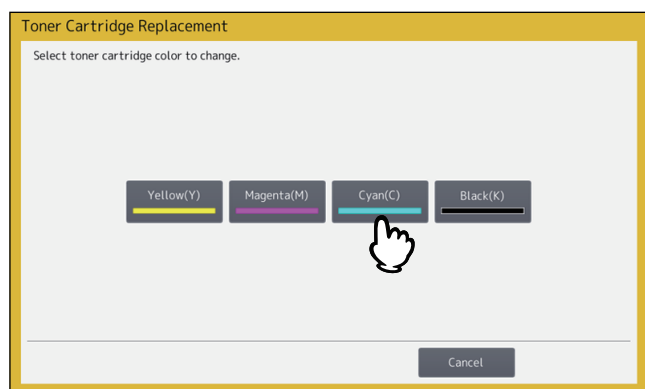 Toner Cartridge Replacement
Select toner cartridge color to change.
Yellow(Y) Magenta(M) Cyan(C) Black(K)
Cancel